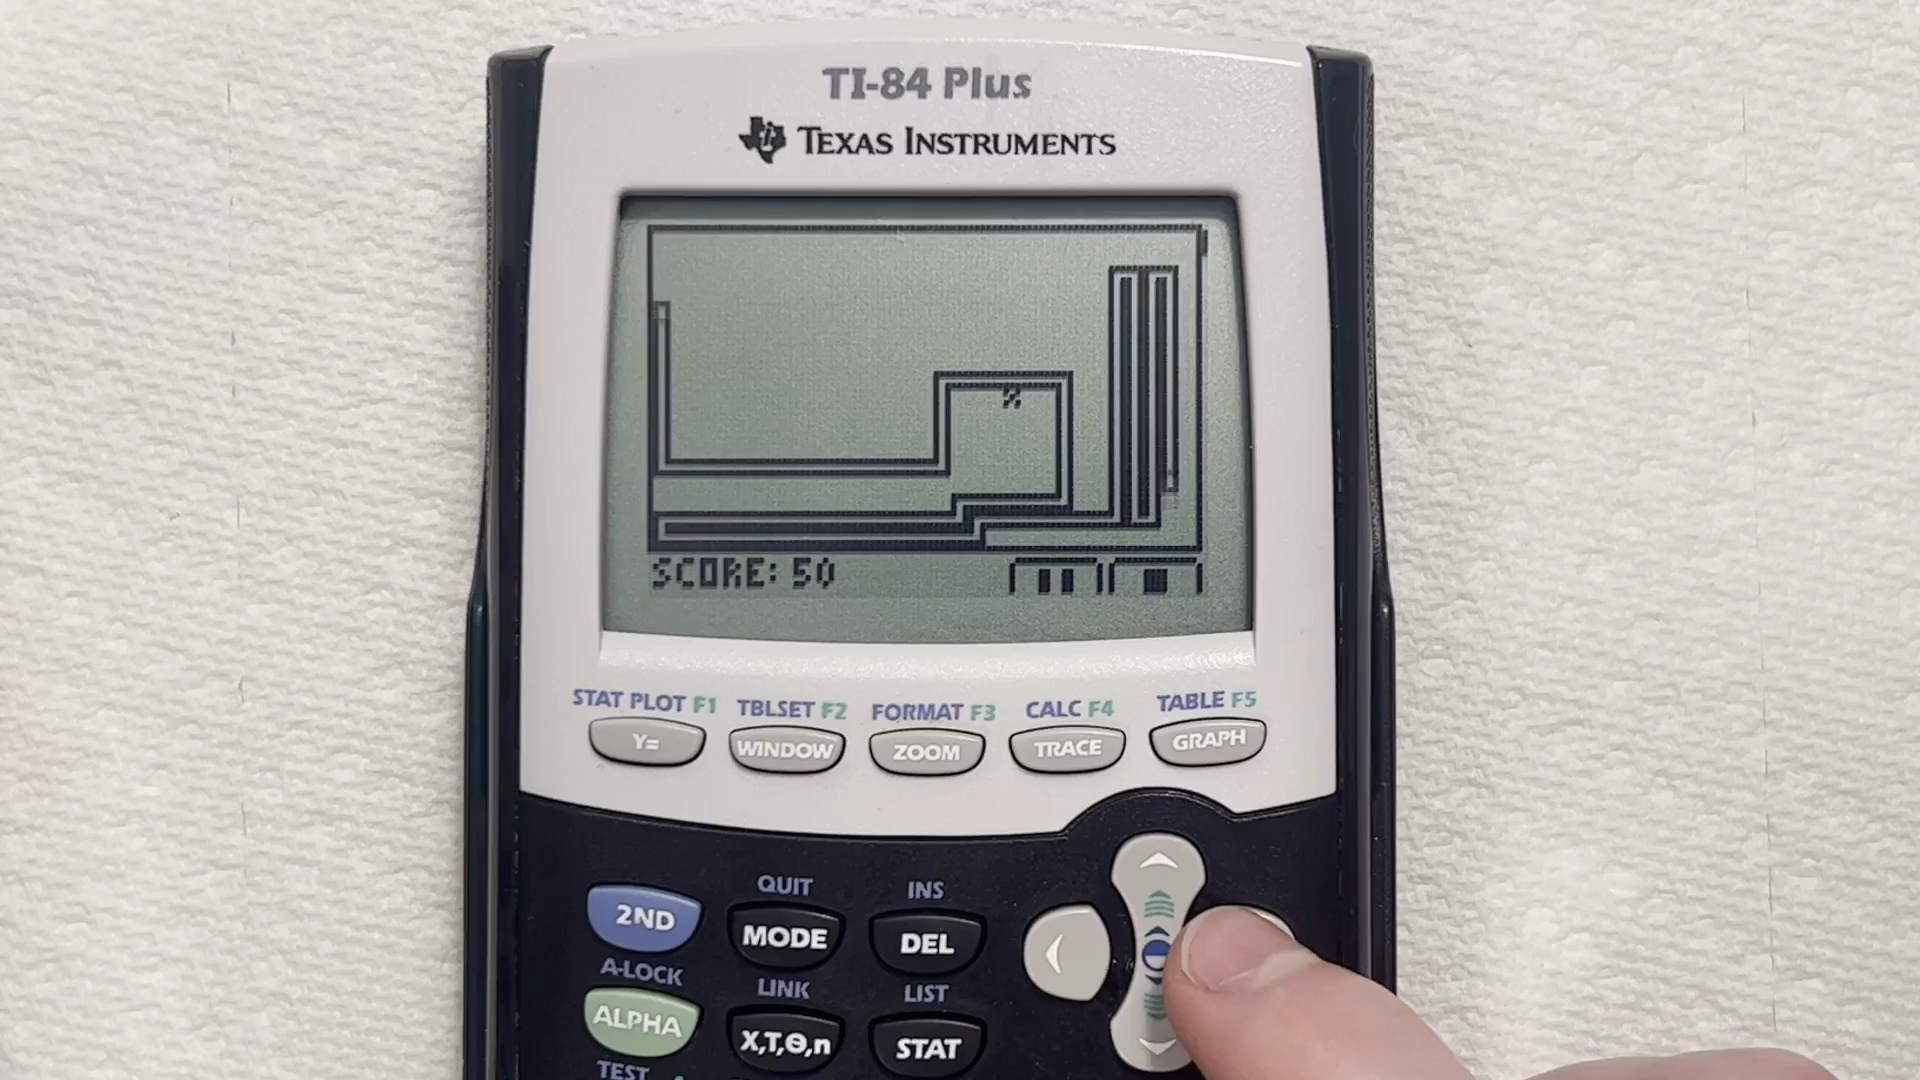 TI-84 Plus
TEXAS INSTRUMENTS
SCORE: 50
STAT PLOT F1 TBLSET F2 FORMAT F3 CALC F4 TABLE F5
Y= WINDOW ZOOM TRACE GRAPH
QUIT INS
2ND MODE DEL
A-LOCK LINK LIST
ALPHA X,T,θ,n STAT
TEST